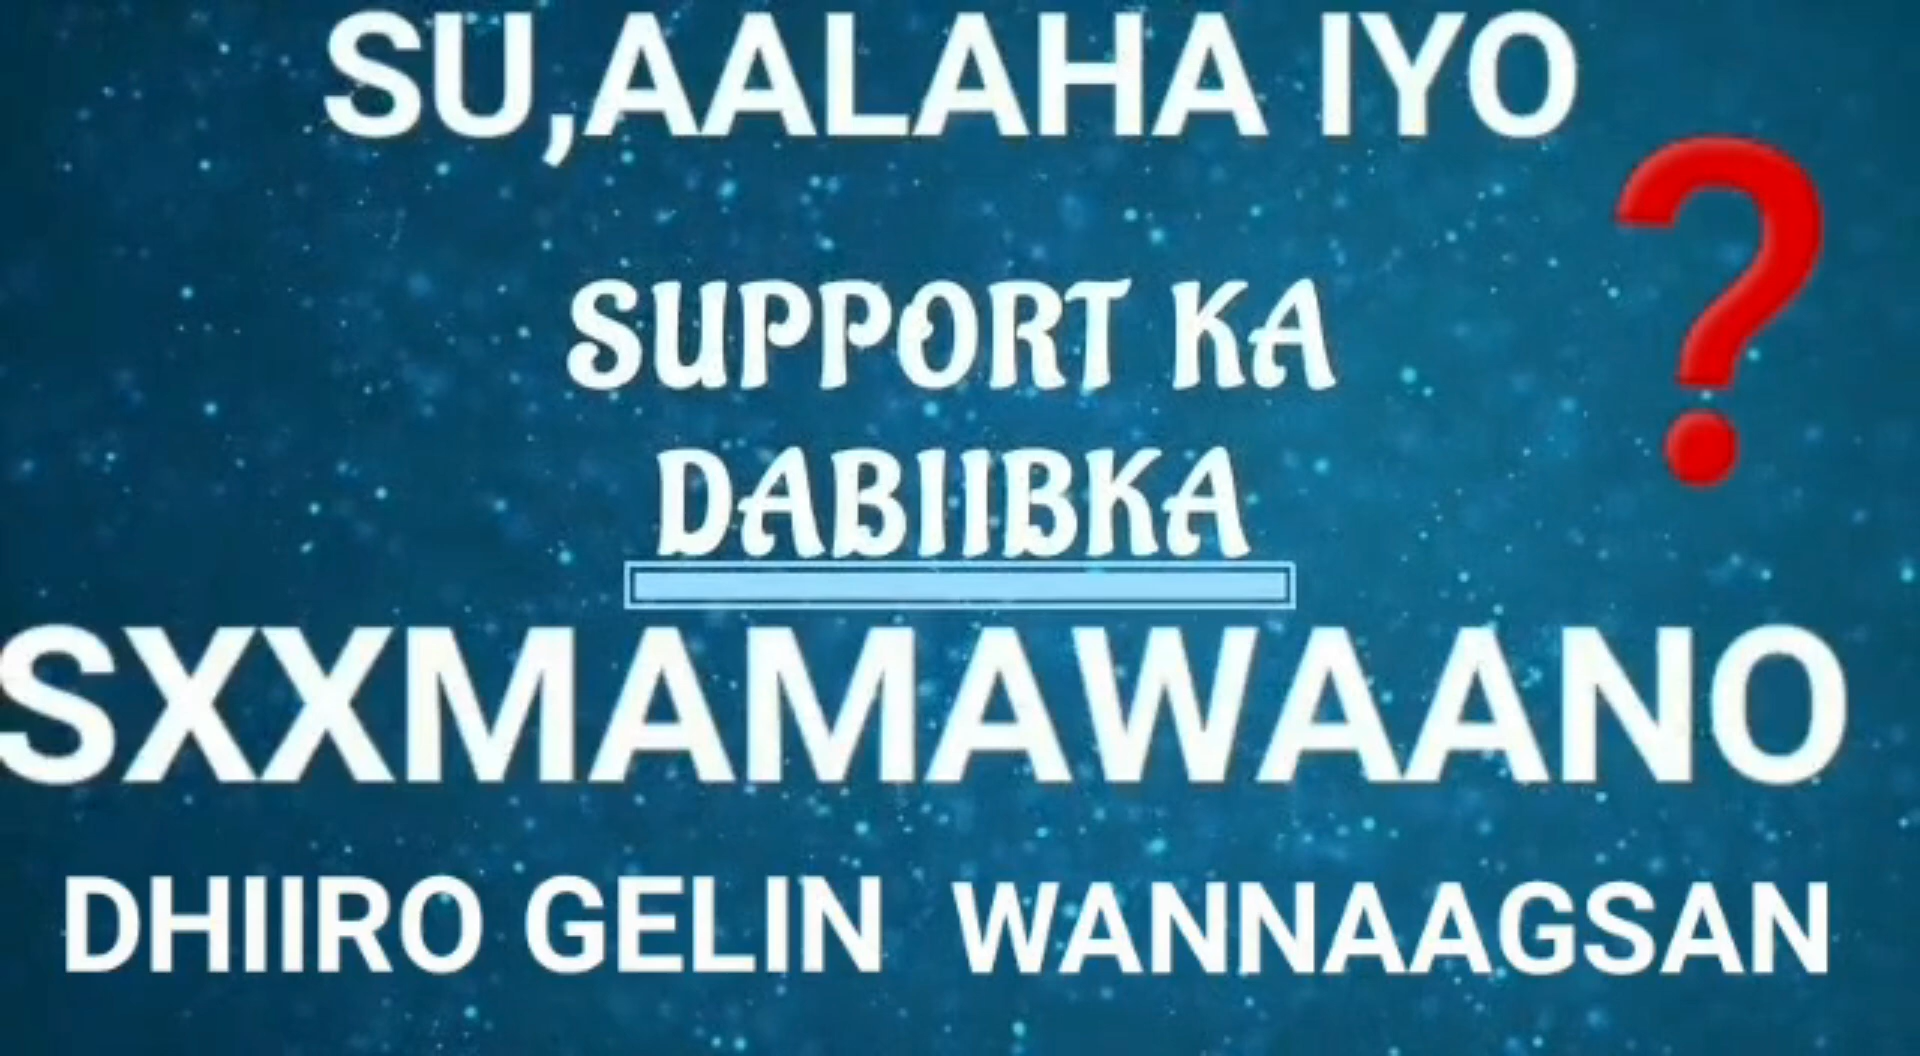 SU,AALAHA IYO
SUPPORT KA
DABIIBKA
SXXMAMAWAANO
DHIIRO GELIN WANNAAGSAN